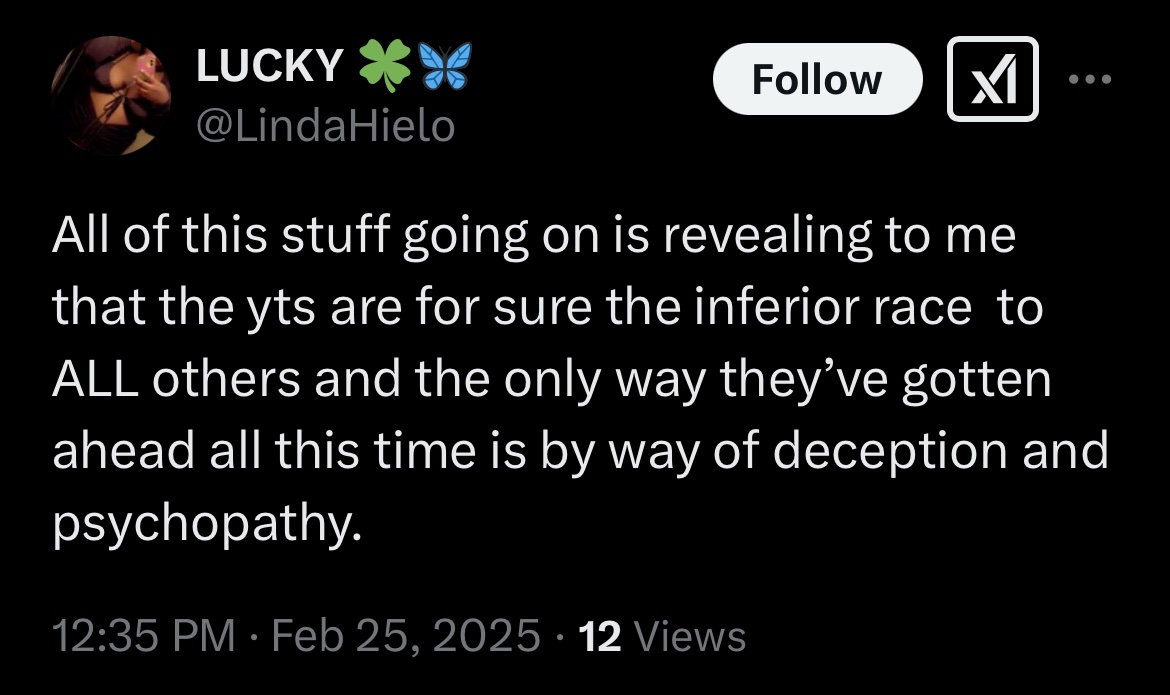 LUCKY 🍀🦋
@LindaHielo
Follow
All of this stuff going on is revealing to me
that the yts are for sure the inferior race  to
ALL others and the only way they’ve gotten
ahead all this time is by way of deception and
psychopathy.
12:35 PM · Feb 25, 2025 · 12 Views